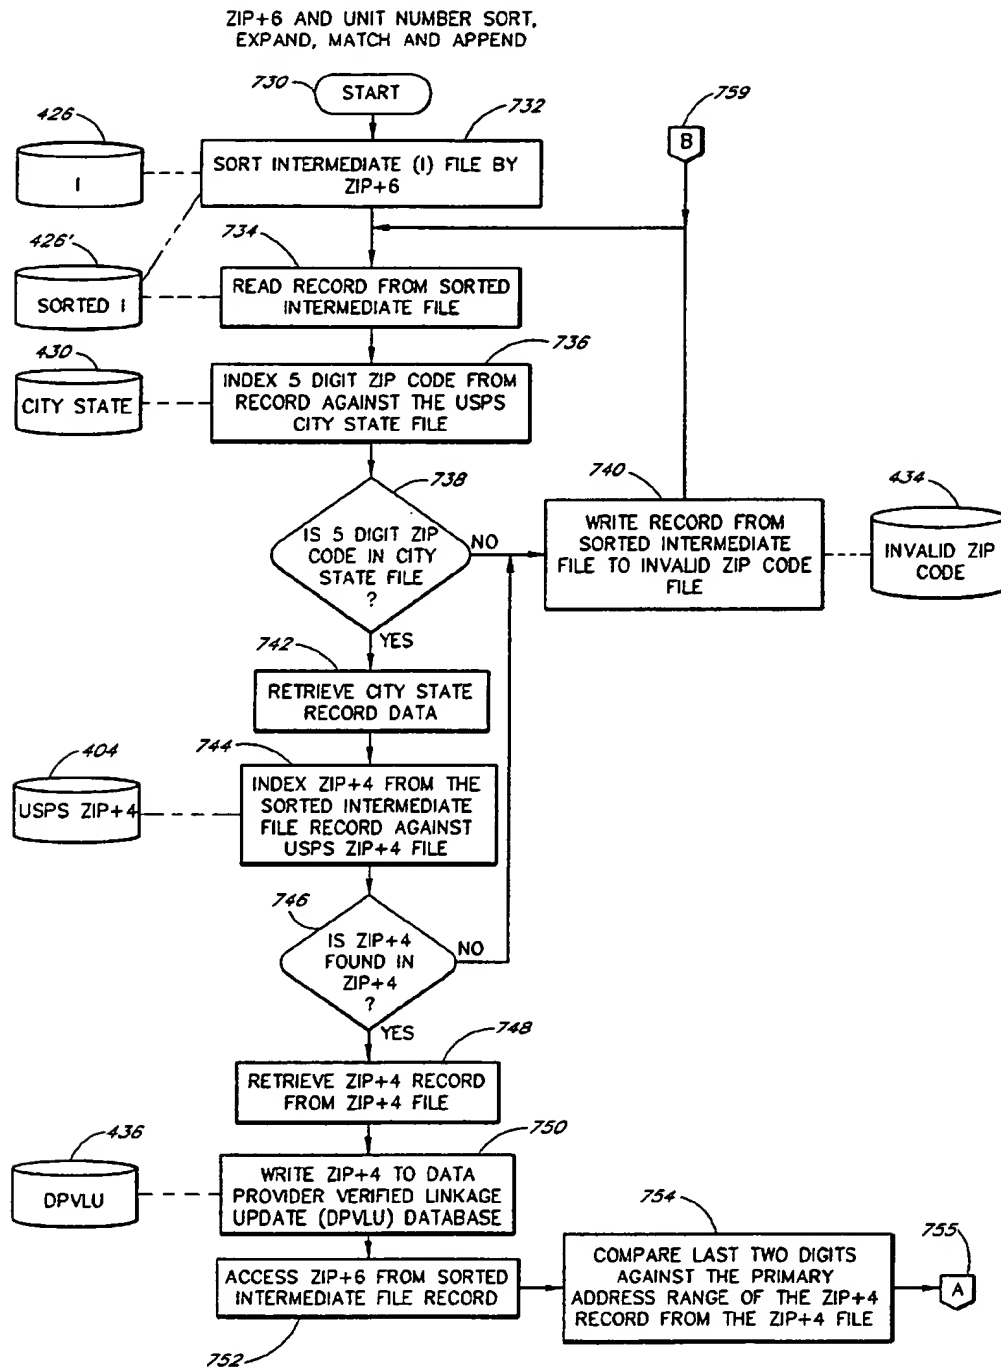 ZIP+6 AND UNIT NUMBER SORT,
EXPAND, MATCH AND APPEND
730
START
732
759
B
426
I
SORT INTERMEDIATE (I) FILE BY
ZIP+6
426'
SORTED I
734
READ RECORD FROM SORTED
INTERMEDIATE FILE
430
CITY STATE
736
INDEX 5 DIGIT ZIP CODE FROM
RECORD AGAINST THE USPS
CITY STATE FILE
738
IS 5 DIGIT ZIP
CODE IN CITY
STATE FILE
?
NO
YES
740
WRITE RECORD FROM
SORTED INTERMEDIATE
FILE TO INVALID ZIP CODE
FILE
434
INVALID ZIP
CODE
742
RETRIEVE CITY STATE
RECORD DATA
404
USPS ZIP+4
744
INDEX ZIP+4 FROM THE
SORTED INTERMEDIATE
FILE RECORD AGAINST
USPS ZIP+4 FILE
746
IS ZIP+4
FOUND IN
ZIP+4
?
NO
YES
748
RETRIEVE ZIP+4 RECORD
FROM ZIP+4 FILE
436
DPVLU
750
WRITE ZIP+4 TO DATA
PROVIDER VERIFIED LINKAGE
UPDATE (DPVLU) DATABASE
752
ACCESS ZIP+6 FROM SORTED
INTERMEDIATE FILE RECORD
754
COMPARE LAST TWO DIGITS
AGAINST THE PRIMARY
ADDRESS RANGE OF THE ZIP+4
RECORD FROM THE ZIP+4 FILE
755
A